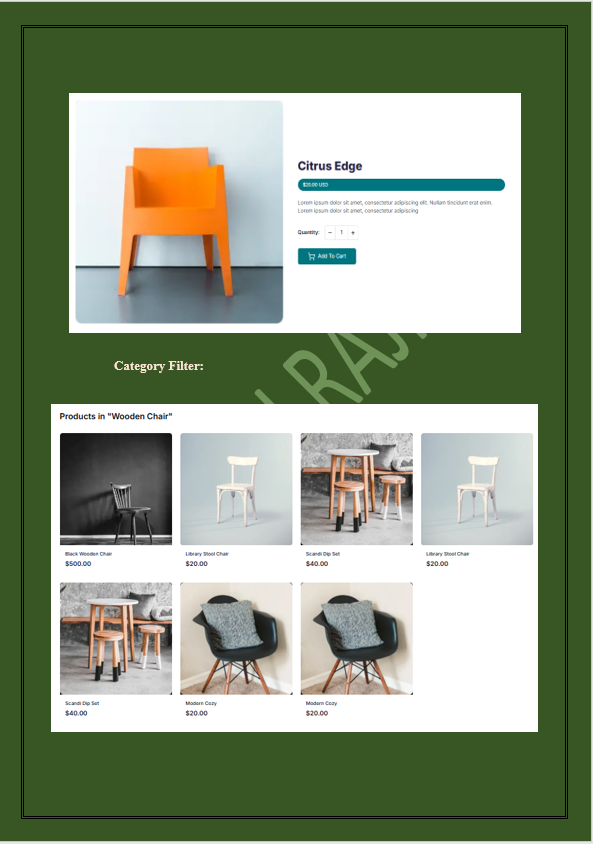 Citrus Edge
$20.00 USD
Lorem ipsum dolor sit amet, consectetur adipiscing elit. Nullam tincidunt erat enim.
Lorem ipsum dolor sit amet, consectetur adipiscing
Quantity: − 1 +
Add To Cart
Category Filter:
Products in "Wooden Chair"
Black Wooden Chair
$500.00
Library Stool Chair
$20.00
Scandi Dip Set
$40.00
Library Stool Chair
$20.00
Scandi Dip Set
$40.00
Modern Cozy
$20.00
Modern Cozy
$20.00